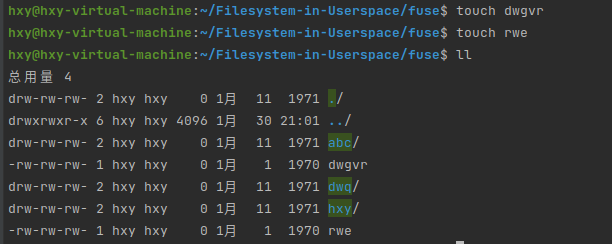 hxy@hxy-virtual-machine:~/Filesystem-in-Userspace/fuse$ touch dwgvr
hxy@hxy-virtual-machine:~/Filesystem-in-Userspace/fuse$ touch rwe
hxy@hxy-virtual-machine:~/Filesystem-in-Userspace/fuse$ ll
总用量 4
drw-rw-rw- 2 hxy hxy    0 1月  11  1971 ./
drwxrwxr-x 6 hxy hxy 4096 1月  30 21:01 ../
drw-rw-rw- 2 hxy hxy    0 1月  11  1971 abc/
-rw-rw-rw- 1 hxy hxy    0 1月   1  1970 dwgvr
drw-rw-rw- 2 hxy hxy    0 1月  11  1971 dwq/
drw-rw-rw- 2 hxy hxy    0 1月  11  1971 hxy/
-rw-rw-rw- 1 hxy hxy    0 1月   1  1970 rwe